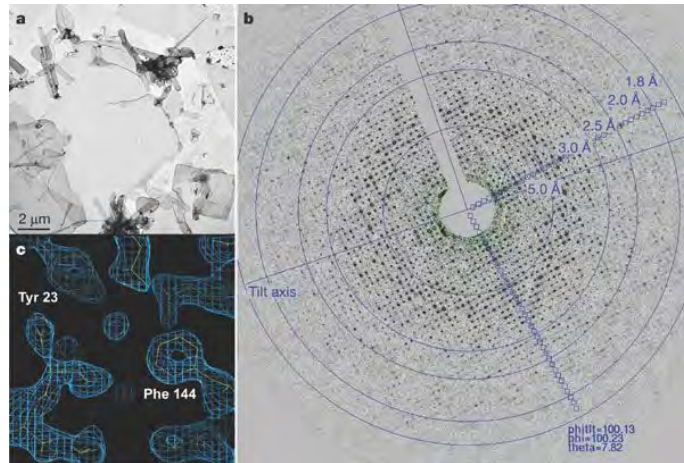 a
2 μm
b
1.8 Å
2.0 Å
2.5 Å
3.0 Å
5.0 Å
Tilt axis
phitlt=100.13
phi=100.23
theta=7.82
c
Tyr 23
Phe 144